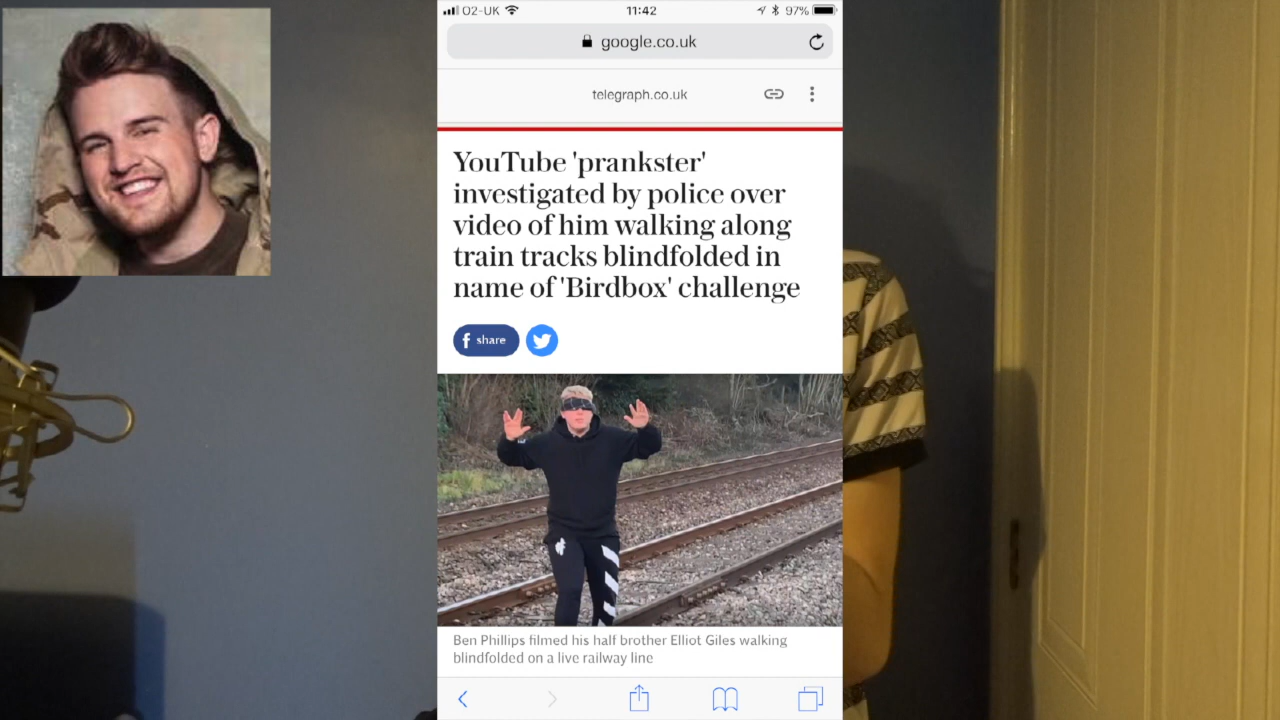 O2-UK 11:42 97%
google.co.uk
telegraph.co.uk
YouTube 'prankster'
investigated by police over
video of him walking along
train tracks blindfolded in
name of 'Birdbox' challenge
share
Ben Phillips filmed his half brother Elliot Giles walking
blindfolded on a live railway line